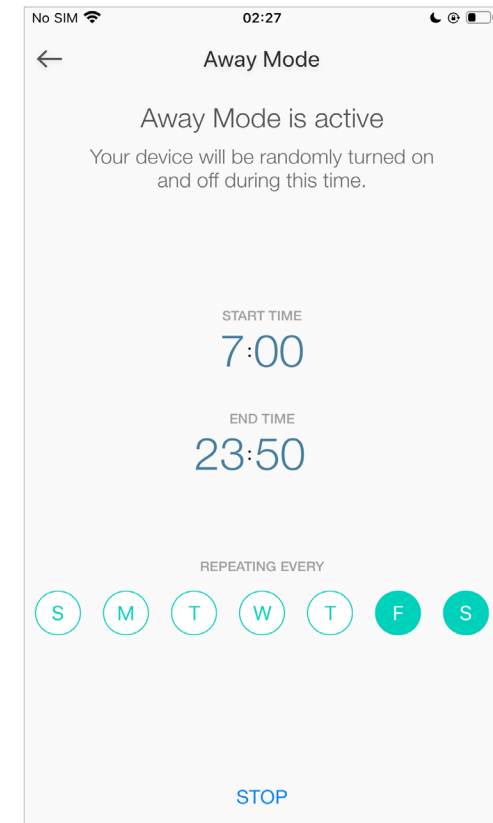 No SIM 02:27
Away Mode
Away Mode is active
Your device will be randomly turned on
and off during this time.
START TIME
7:00
END TIME
23:50
REPEATING EVERY
S M T W T F S
STOP